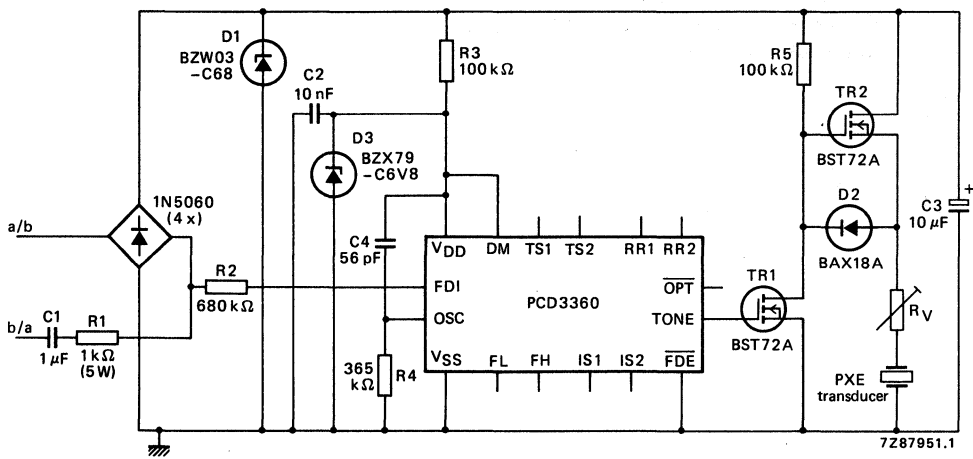 D1
BZW03
-C68
C2
10 nF
R3
100 kΩ
R5
100 kΩ
TR2
BST72A
D3
BZX79
-C6V8
1N5060
(4x)
a/b
C4
56 pF
D2
BAX18A
C3
10 μF
+
VDD
DM
TS1
TS2
RR1
RR2
R2
680 kΩ
FDI
PCD3360
OPT
TR1
BST72A
RV
b/a
C1
1 μF
R1
1 kΩ
(5W)
OSC
TONE
365
kΩ
R4
VSS
FL
FH
IS1
IS2
FDE
PXE
transducer
7Z87951.1